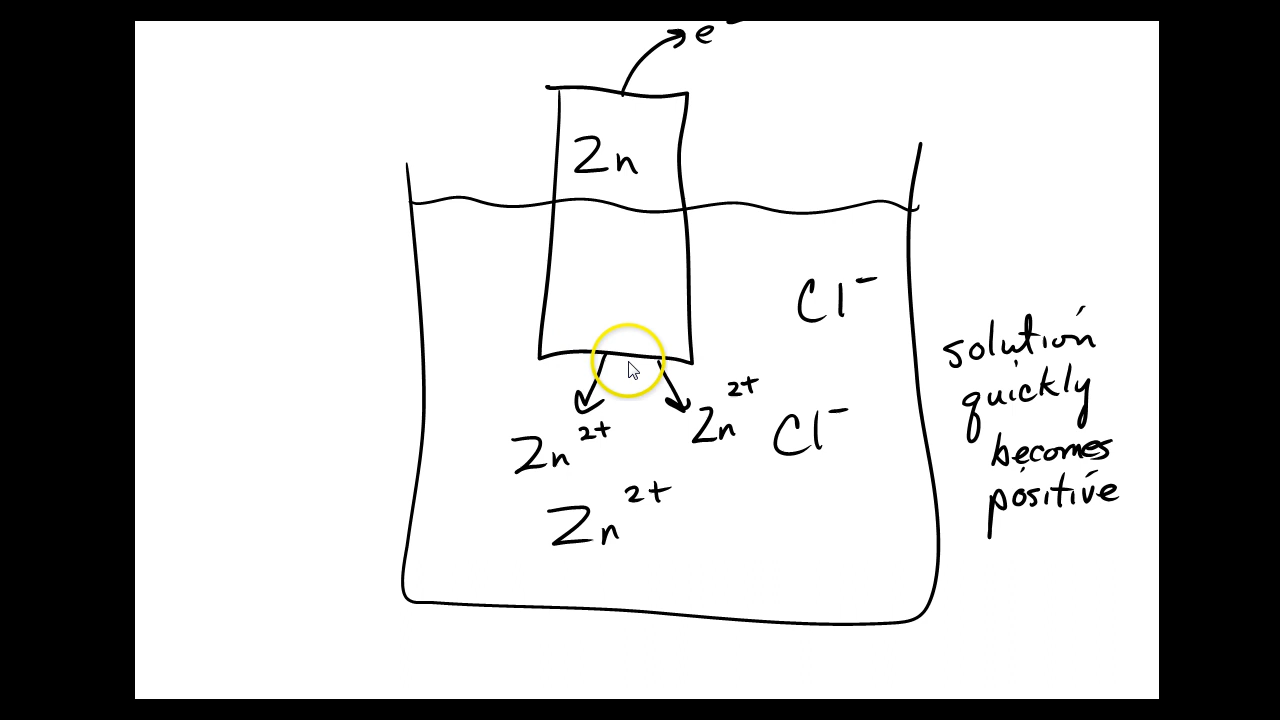 e⁻
Zn
Cl⁻
Zn²⁺
Zn²⁺
Cl⁻
Zn²⁺
solution
quickly
becomes
positive